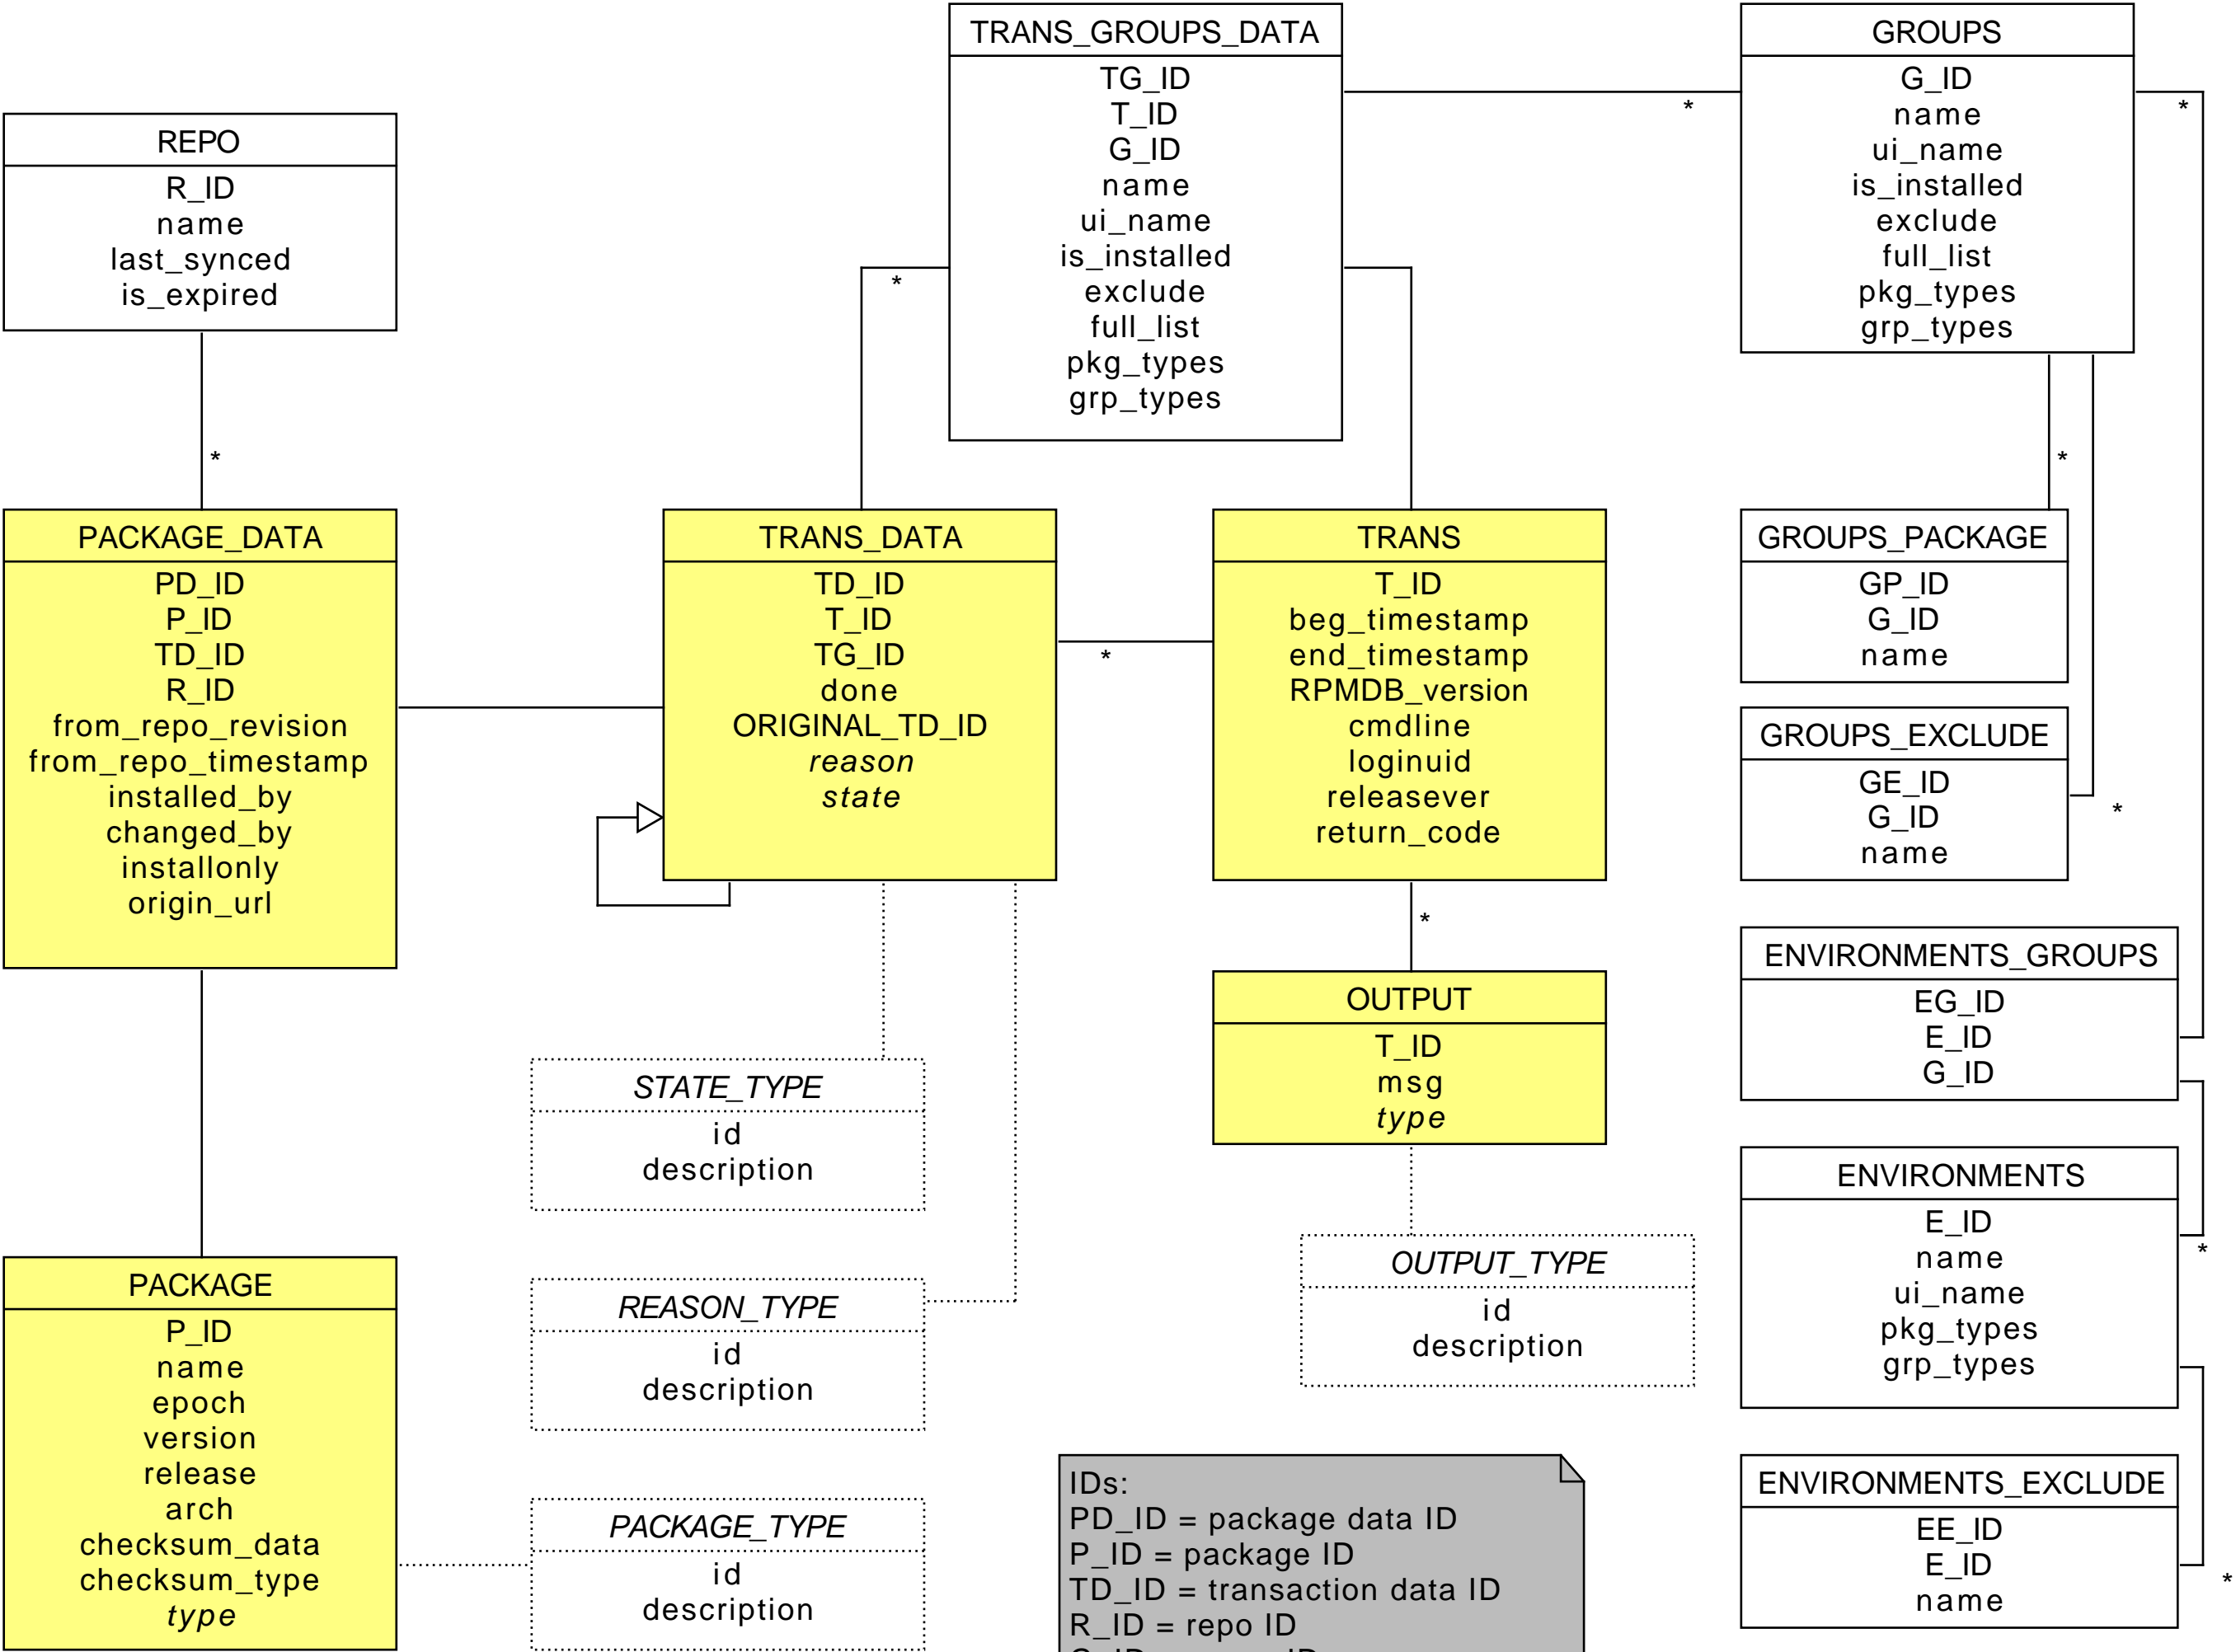 TRANS_GROUPS_DATA
TG_ID
T_ID
G_ID
name
ui_name
is_installed
exclude
full_list
pkg_types
grp_types
*
*
GROUPS
G_ID
name
ui_name
is_installed
exclude
full_list
pkg_types
grp_types
*
*
*
REPO
R_ID
name
last_synced
is_expired
*
PACKAGE_DATA
PD_ID
P_ID
TD_ID
R_ID
from_repo_revision
from_repo_timestamp
installed_by
changed_by
installonly
origin_url
TRANS_DATA
TD_ID
T_ID
TG_ID
done
ORIGINAL_TD_ID
reason
state
*
TRANS
T_ID
beg_timestamp
end_timestamp
RPMDB_version
cmdline
loginuid
releasever
return_code
*
GROUPS_PACKAGE
GP_ID
G_ID
name
GROUPS_EXCLUDE
GE_ID
G_ID
name
OUTPUT
T_ID
msg
type
ENVIRONMENTS_GROUPS
EG_ID
E_ID
G_ID
STATE_TYPE
id
description
ENVIRONMENTS
E_ID
name
ui_name
pkg_types
grp_types
*
OUTPUT_TYPE
id
description
PACKAGE
P_ID
name
epoch
version
release
arch
checksum_data
checksum_type
type
REASON_TYPE
id
description
PACKAGE_TYPE
id
description
IDs:
PD_ID = package data ID
P_ID = package ID
TD_ID = transaction data ID
R_ID = repo ID
ENVIRONMENTS_EXCLUDE
EE_ID
E_ID
name
*